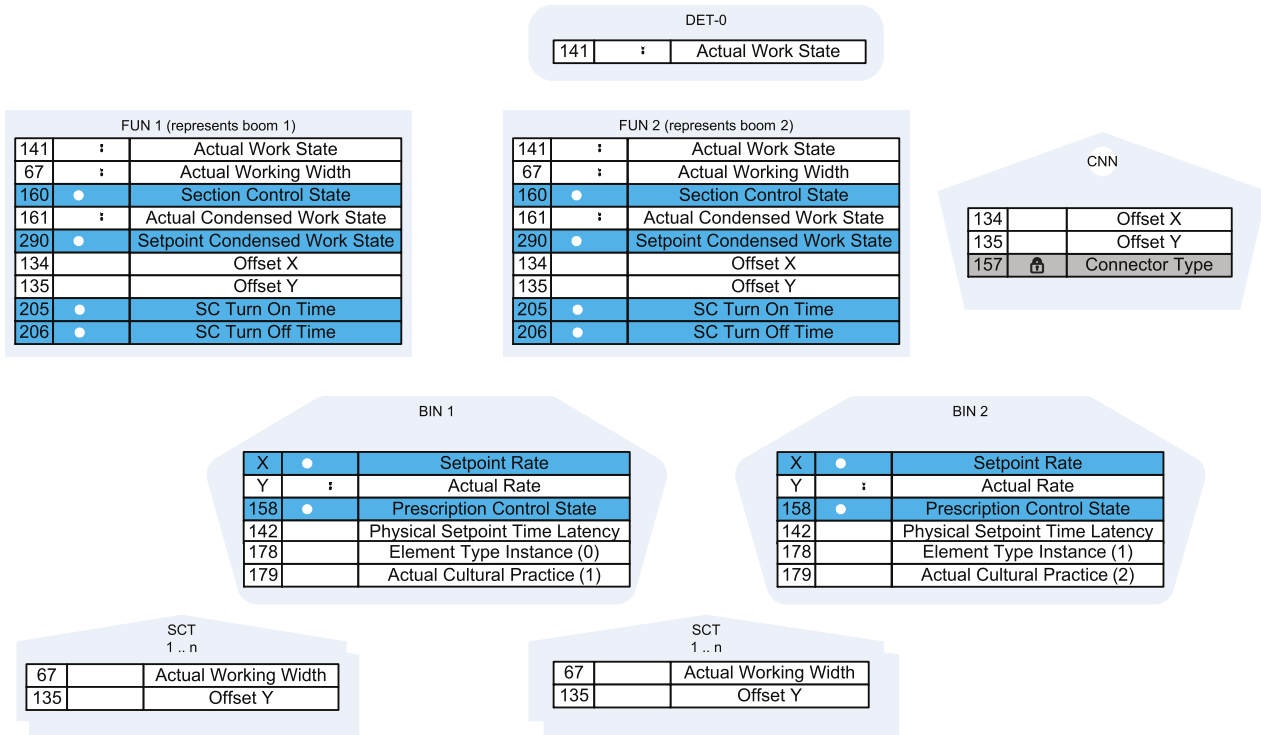 DET-0
141 Actual Work State
FUN 1 (represents boom 1)
141 Actual Work State
67 Actual Working Width
160 Section Control State
161 Actual Condensed Work State
290 Setpoint Condensed Work State
134 Offset X
135 Offset Y
205 SC Turn On Time
206 SC Turn Off Time
FUN 2 (represents boom 2)
141 Actual Work State
67 Actual Working Width
160 Section Control State
161 Actual Condensed Work State
290 Setpoint Condensed Work State
134 Offset X
135 Offset Y
205 SC Turn On Time
206 SC Turn Off Time
CNN
134 Offset X
135 Offset Y
157 Connector Type
BIN 1
X Setpoint Rate
Y Actual Rate
158 Prescription Control State
142 Physical Setpoint Time Latency
178 Element Type Instance (0)
179 Actual Cultural Practice (1)
BIN 2
X Setpoint Rate
Y Actual Rate
158 Prescription Control State
142 Physical Setpoint Time Latency
178 Element Type Instance (1)
179 Actual Cultural Practice (2)
SCT
1 .. n
67 Actual Working Width
135 Offset Y
SCT
1 .. n
67 Actual Working Width
135 Offset Y